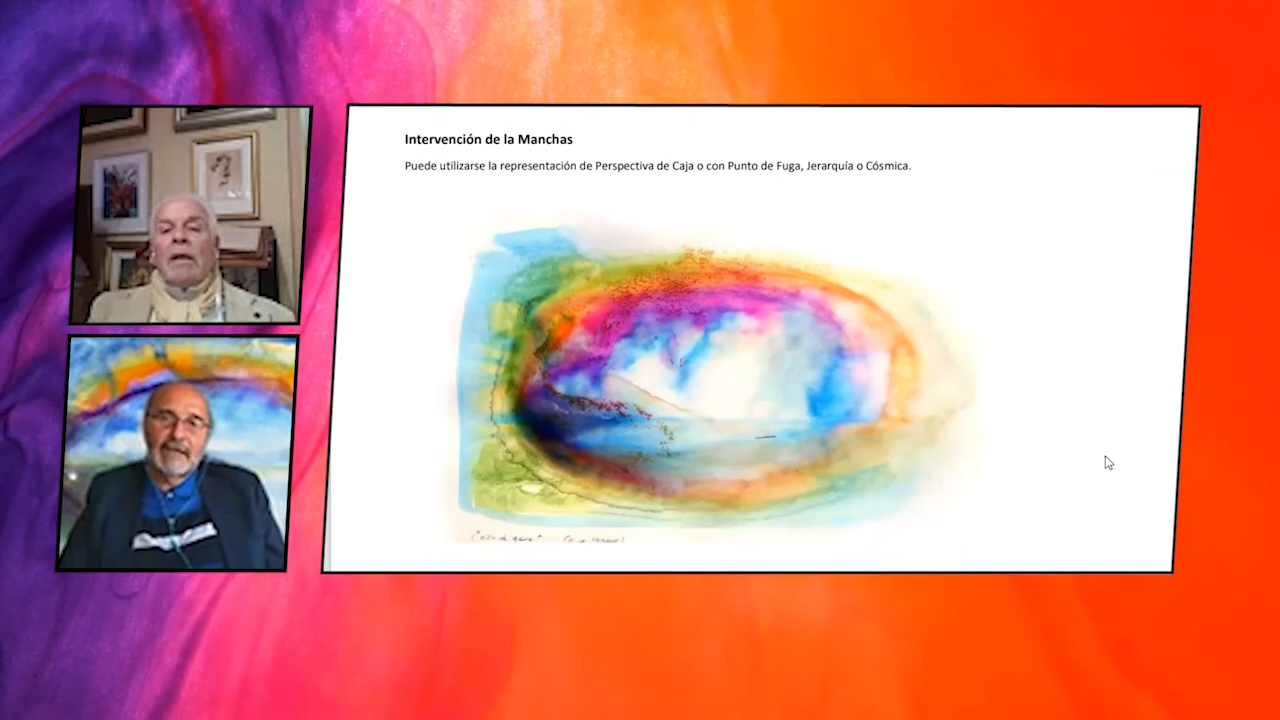 Intervención de la Manchas
Puede utilizarse la representación de Perspectiva de Caja o con Punto de Fuga, Jerarquía o Cósmica.